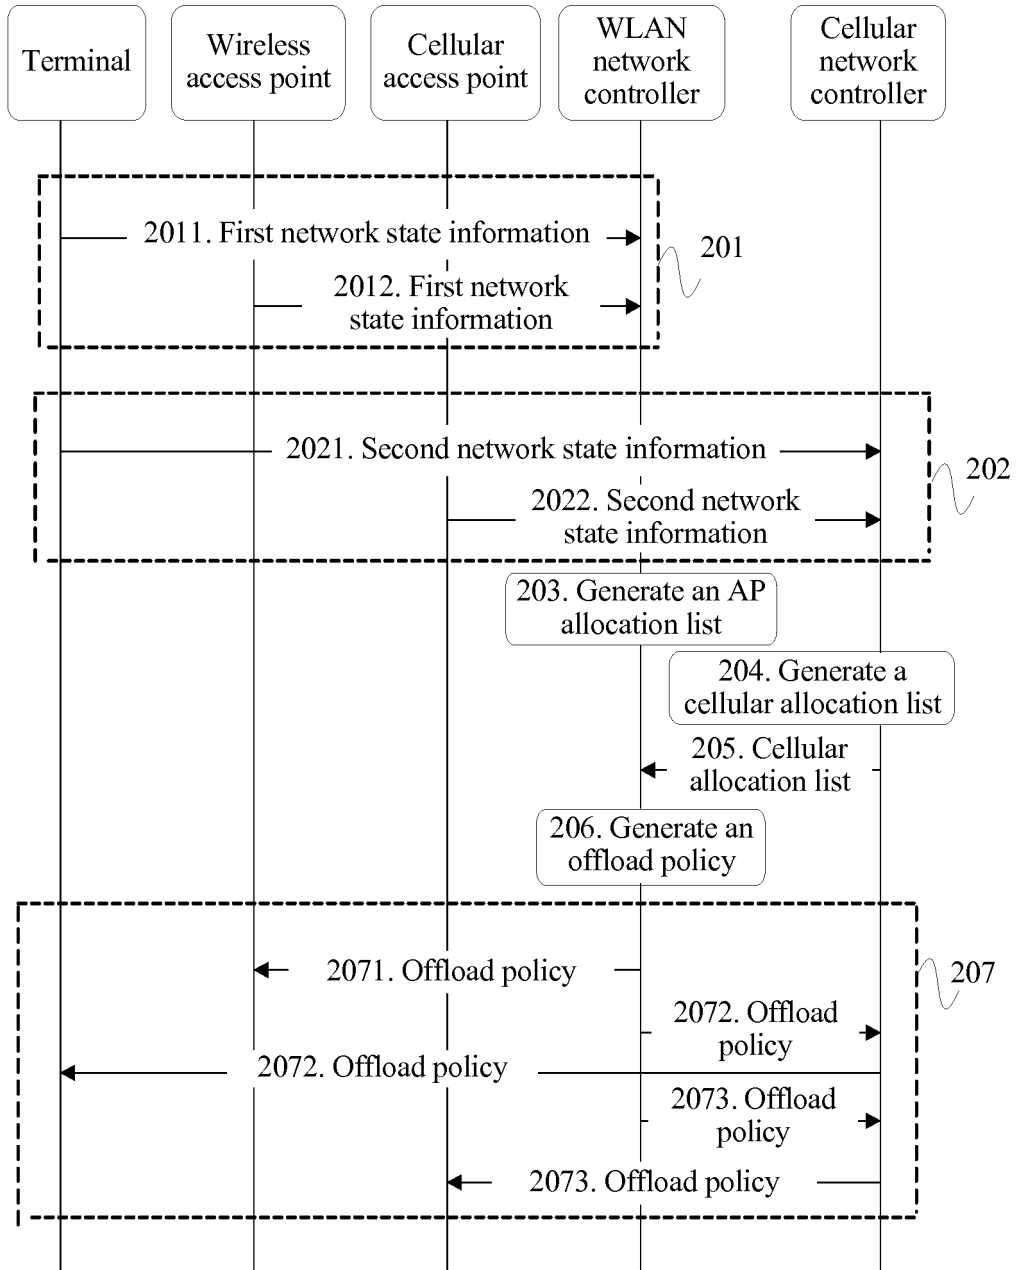 Terminal
Wireless
access point
Cellular
access point
WLAN
network
controller
Cellular
network
controller
2011. First network state information
201
2012. First network
state information
2021. Second network state information
202
2022. Second network
state information
203. Generate an AP
allocation list
204. Generate a
cellular allocation list
205. Cellular
allocation list
206. Generate an
offload policy
2071. Offload policy
207
2072. Offload
policy
2072. Offload policy
2073. Offload
policy
2073. Offload policy